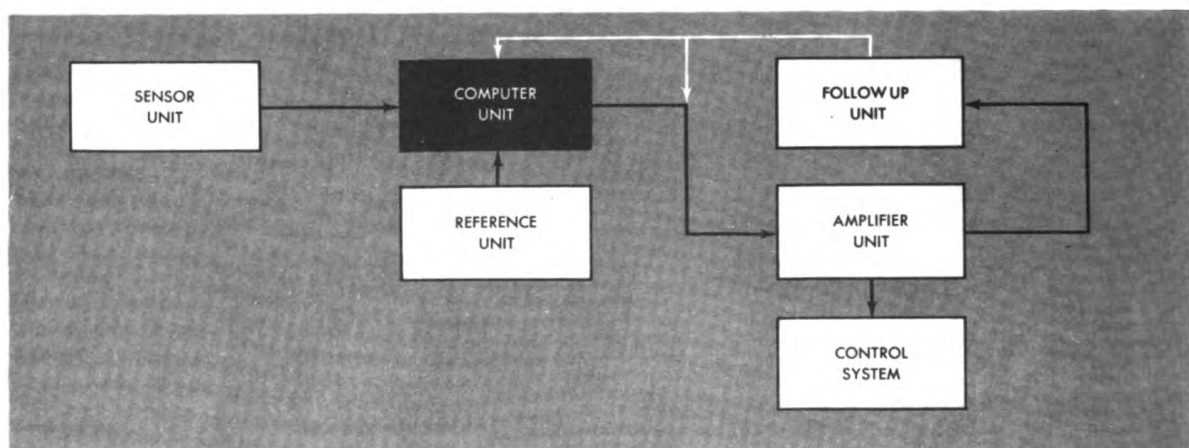 SENSOR
UNIT
COMPUTER
UNIT
FOLLOW UP
UNIT
REFERENCE
UNIT
AMPLIFIER
UNIT
CONTROL
SYSTEM